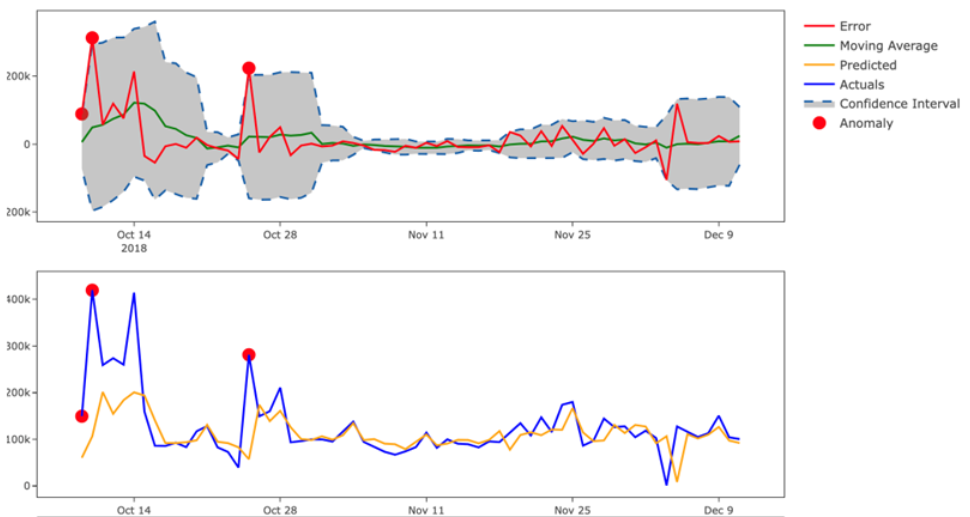 Error
Moving Average
Predicted
Actuals
Confidence Interval
Anomaly
200k
0
200k
Oct 14
2018
Oct 28
Nov 11
Nov 25
Dec 9
400k
300k
200k
100k
0
Oct 14
Oct 28
Nov 11
Nov 25
Dec 9